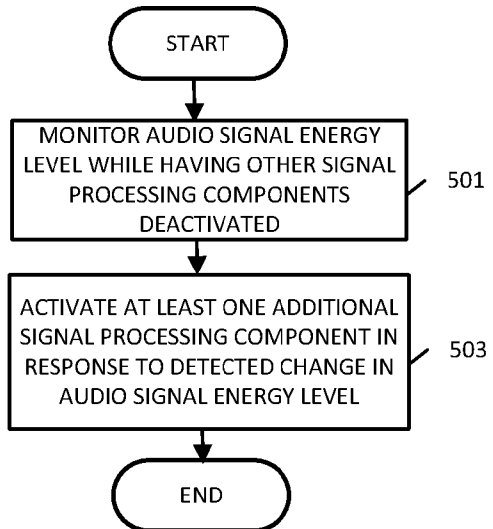 START
MONITOR AUDIO SIGNAL ENERGY
LEVEL WHILE HAVING OTHER SIGNAL
PROCESSING COMPONENTS
DEACTIVATED
501
ACTIVATE AT LEAST ONE ADDITIONAL
SIGNAL PROCESSING COMPONENT IN
RESPONSE TO DETECTED CHANGE IN
AUDIO SIGNAL ENERGY LEVEL
503
END